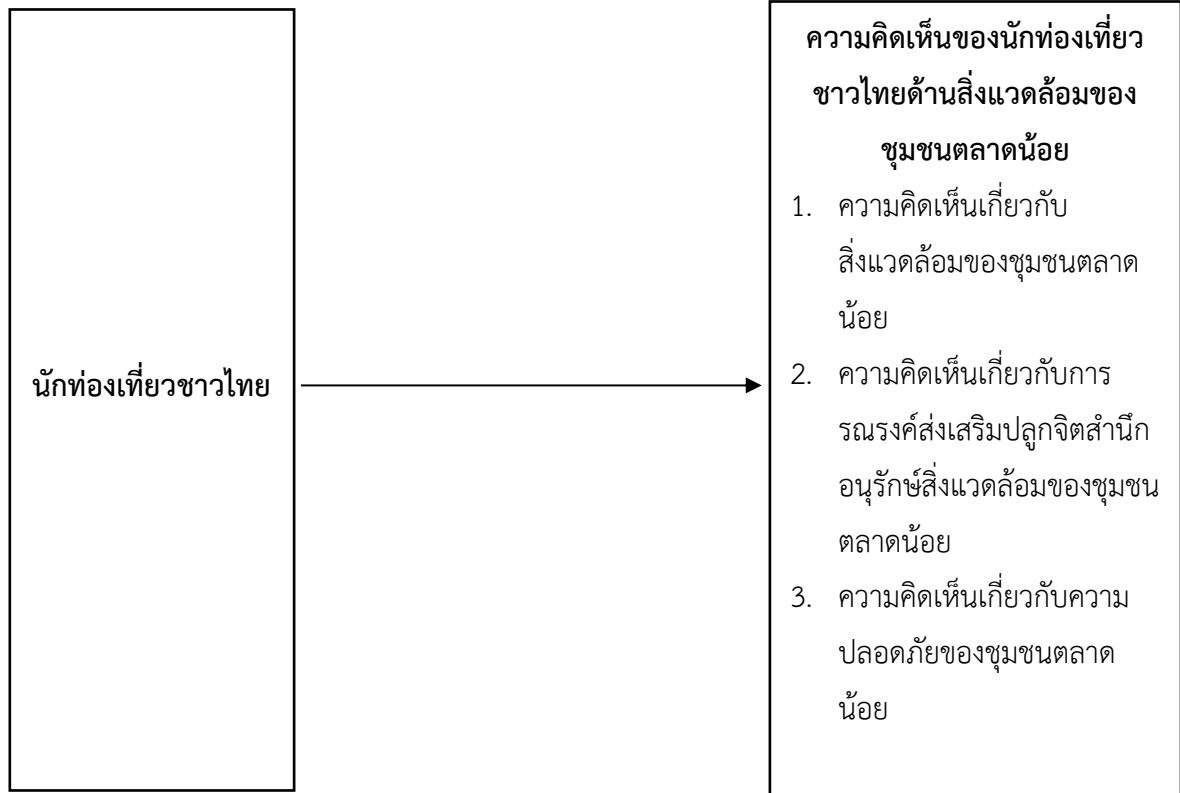 นักท่องเที่ยวชาวไทย
ความคิดเห็นของนักท่องเที่ยว
ชาวไทยด้านสิ่งแวดล้อมของ
ชุมชนตลาดน้อย
1. ความคิดเห็นเกี่ยวกับ
สิ่งแวดล้อมของชุมชนตลาด
น้อย
2. ความคิดเห็นเกี่ยวกับการ
รณรงค์ส่งเสริมปลูกจิตสำนึก
อนุรักษ์สิ่งแวดล้อมของชุมชน
ตลาดน้อย
3. ความคิดเห็นเกี่ยวกับความ
ปลอดภัยของชุมชนตลาด
น้อย